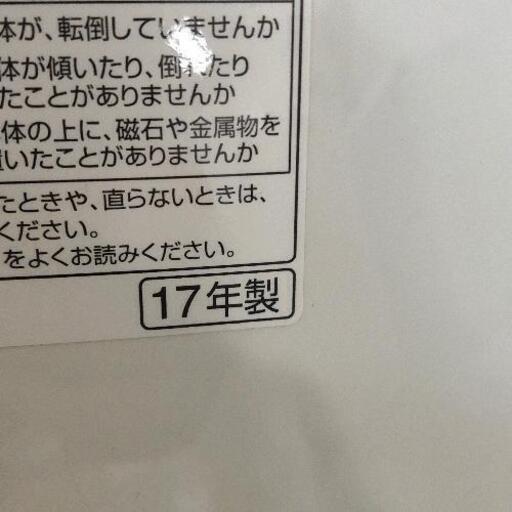 体が、転倒していませんか
体が傾いたり、倒れたり
たことがありませんか
体の上に、磁石や金属物を
置いたことがありませんか
たときや、直らないときは、
ください。
をよくお読みください。
17年製